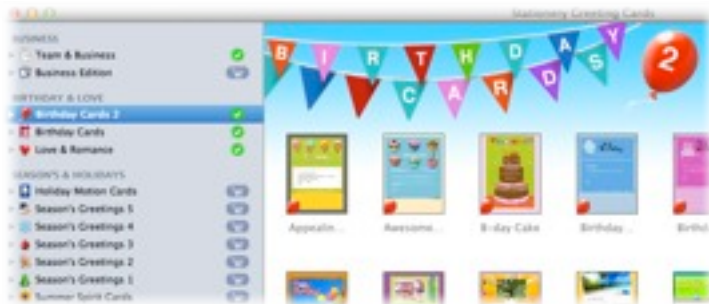 Stationery Greeting Cards
BUSINESS
Team & Business
Business Edition
BIRTHDAY & LOVE
Birthday Cards 2
Birthday Cards
Love & Romance
SEASON'S & HOLIDAYS
Holiday Motion Cards
Season's Greetings 5
Season's Greetings 4
Season's Greetings 3
Season's Greetings 2
Season's Greetings 1
Summer Spirit Cards
BIRTHDAY
CARDS
2
Appealin...
Awesome...
B-day Cake
Birthday ...
Birthd